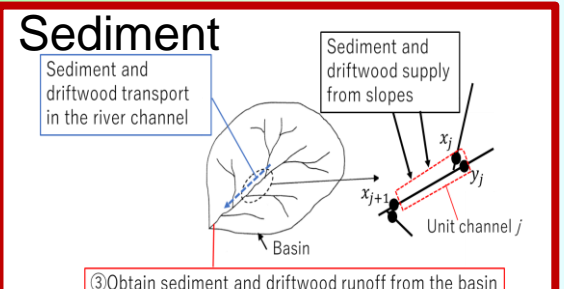 Sediment
Sediment and
driftwood transport
in the river channel
Sediment and
driftwood supply
from slopes
x_j
y_j
x_{j+1}
Unit channel j
Basin
③Obtain sediment and driftwood runoff from the basin